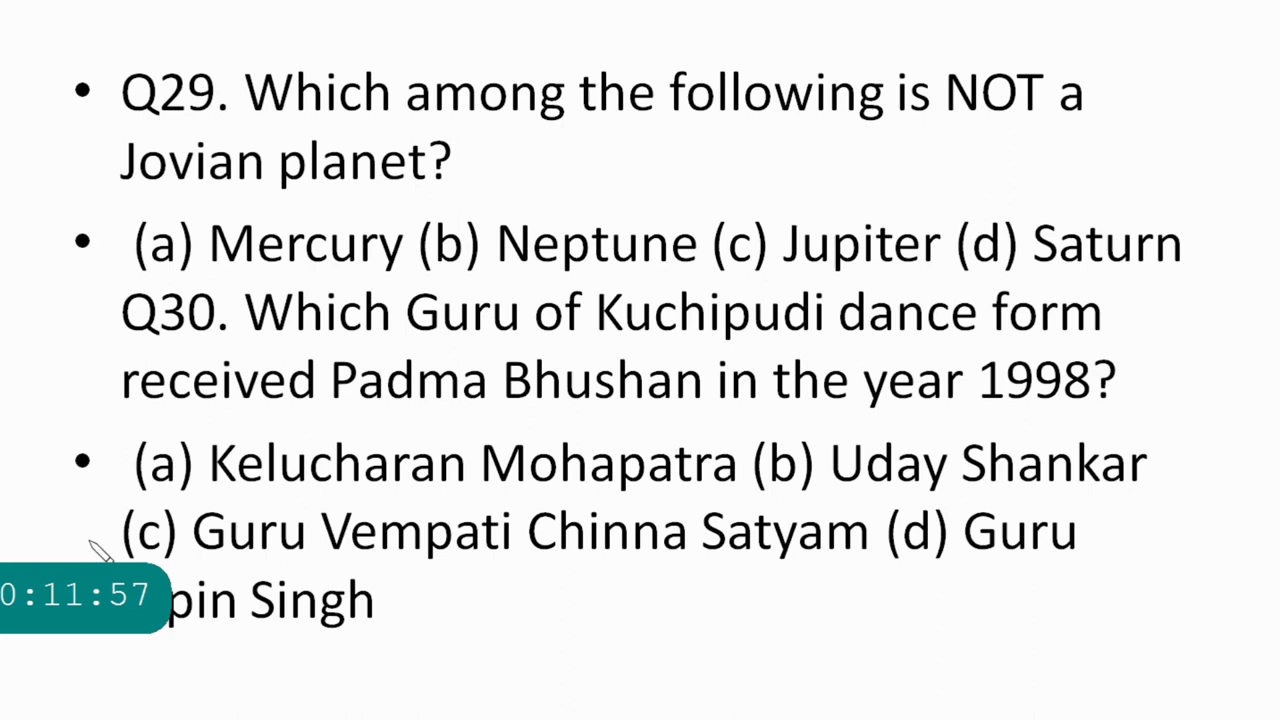 • Q29. Which among the following is NOT a
Jovian planet?
• (a) Mercury (b) Neptune (c) Jupiter (d) Saturn
Q30. Which Guru of Kuchipudi dance form
received Padma Bhushan in the year 1998?
• (a) Kelucharan Mohapatra (b) Uday Shankar
(c) Guru Vempati Chinna Satyam (d) Guru
Singh
0:11:57